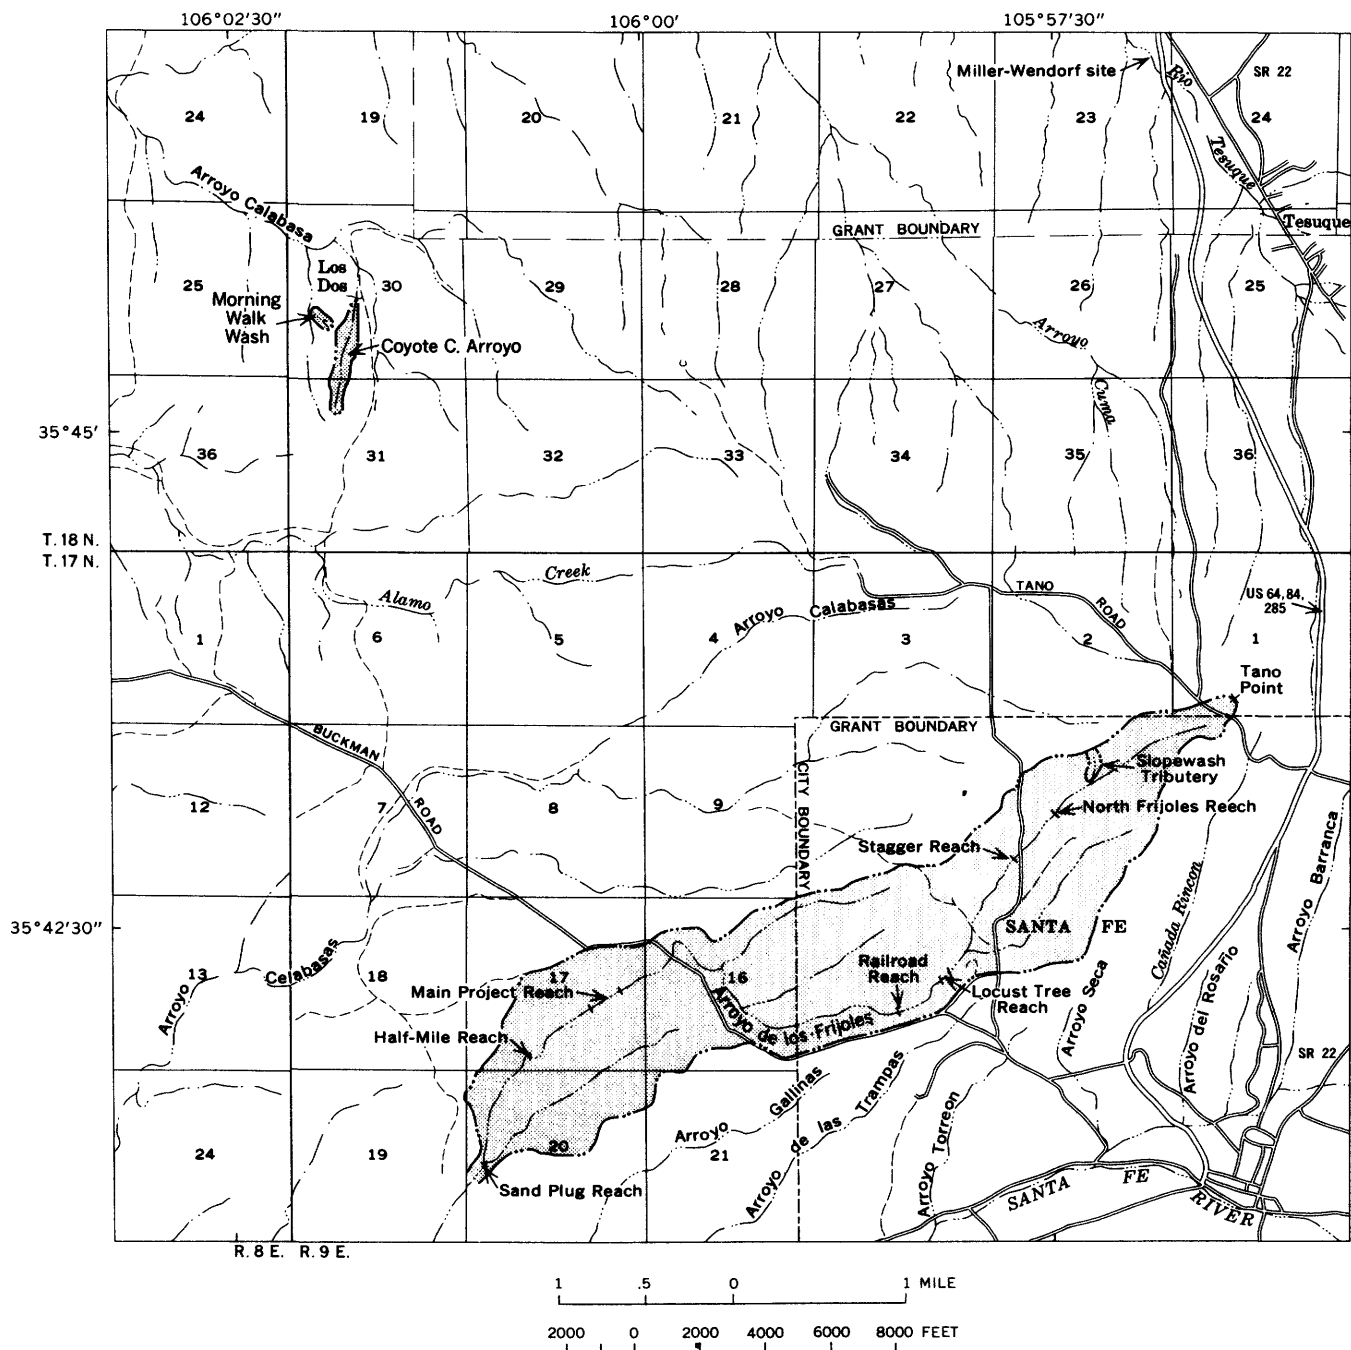 106°02'30" 106°00' 105°57'30"
Miller-Wendorf site
Rio
SR 22
24 19 20 21 22 23 24
Tesuque
Arroyo Calabasa
Tesuque
GRANT BOUNDARY
Los
Dos
25 30 29 28 27 26 25
Morning
Walk
Wash
Arroyo
Coyote C. Arroyo
Cuma
35°45'
36 31 32 33 34 35 36
T. 18 N.
T. 17 N.
Creek
Alamo
TANO
ROAD
US 64, 84,
285
Arroyo Calabasas
1 6 5 4 3 2 1
Tano
Point
GRANT BOUNDARY
BUCKMAN
ROAD
CITY BOUNDARY
Slopewash
Tributery
12 7 8 9
North Frijoles Reech
Stagger Reach
Arroyo Barranca
Cañada Rincon
35°42'30"
SANTA FE
Arroyo
Celabasas
13 18 17 16
Railroad
Reach
Main Project Reach
Locust Tree
Reach
Arroyo Seca
Arroyo del Rosaño
Arroyo de los Frijoles
Half-Mile Reach
SR 22
Arroyo Gallinas
Arroyo de las Trampas
Arroyo Torreon
24 19 20 21
Sand Plug Reach
SANTA FE RIVER
R. 8 E. R. 9 E.
1 .5 0 1 MILE
2000 0 2000 4000 6000 8000 FEET